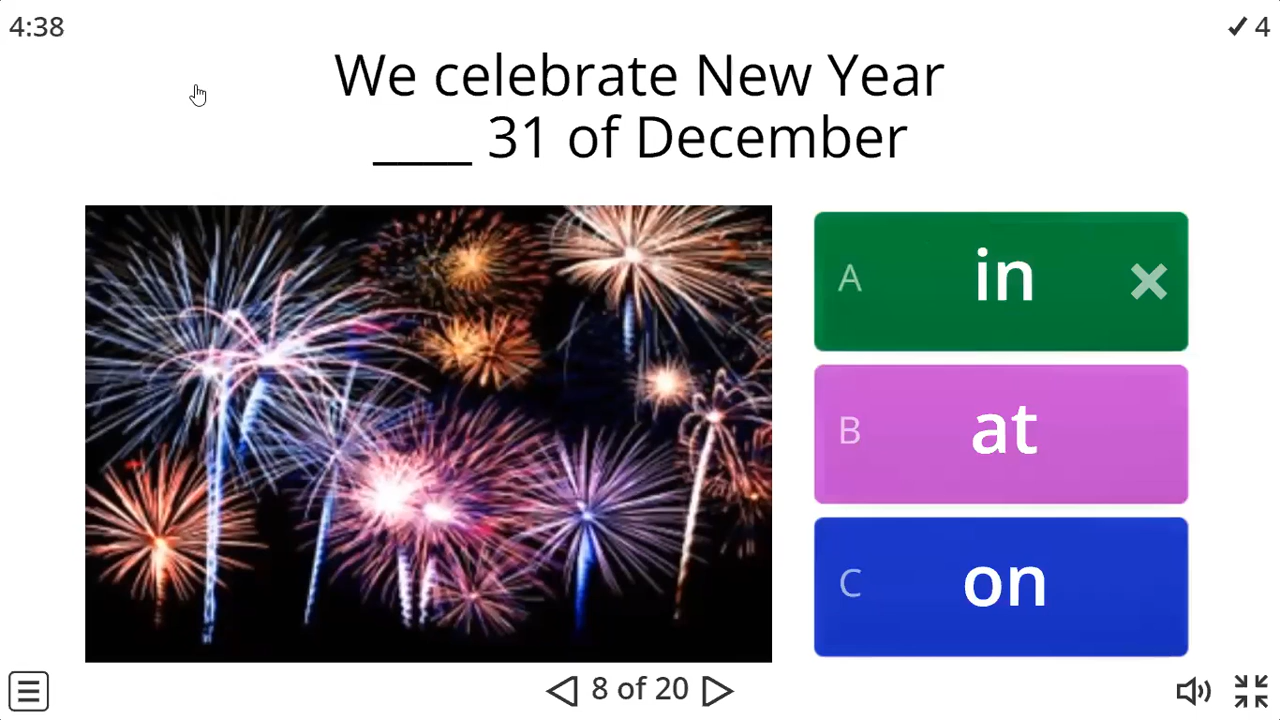 4:38
✓ 4
We celebrate New Year
____ 31 of December
A in
B at
C on
8 of 20